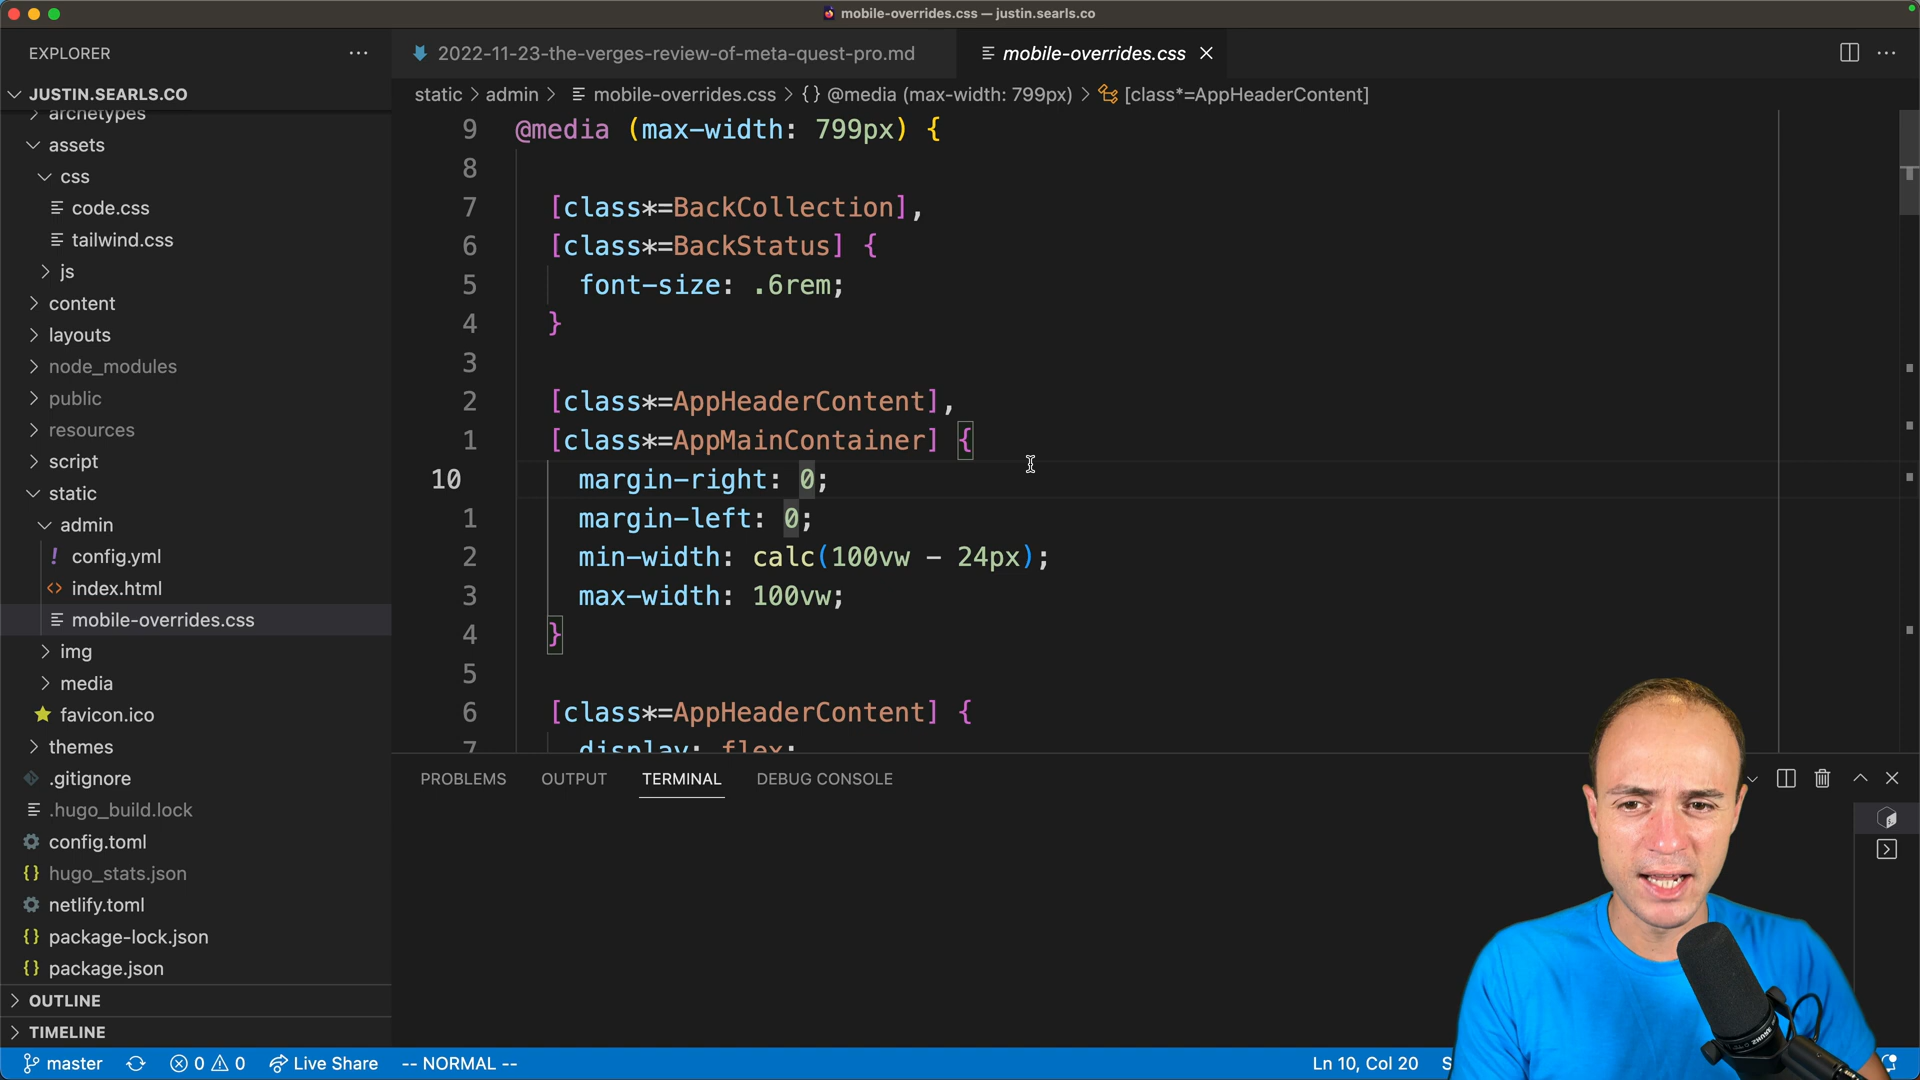 mobile-overrides.css — justin.searls.co
EXPLORER
JUSTIN.SEARLS.CO
archetypes
assets
css
code.css
tailwind.css
js
content
layouts
node_modules
public
resources
script
static
admin
config.yml
index.html
mobile-overrides.css
img
media
favicon.ico
themes
.gitignore
.hugo_build.lock
config.toml
hugo_stats.json
netlify.toml
package-lock.json
package.json
OUTLINE
TIMELINE
2022-11-23-the-verges-review-of-meta-quest-pro.md
mobile-overrides.css
static > admin > mobile-overrides.css > {} @media (max-width: 799px) > [class*=AppHeaderContent]
9 @media (max-width: 799px) {
8
7 [class*=BackCollection],
6 [class*=BackStatus] {
5 font-size: .6rem;
4 }
3
2 [class*=AppHeaderContent],
1 [class*=AppMainContainer] {
10 margin-right: 0;
1 margin-left: 0;
2 min-width: calc(100vw - 24px);
3 max-width: 100vw;
4 }
5
6 [class*=AppHeaderContent] {
7 display: flex;
PROBLEMS OUTPUT TERMINAL DEBUG CONSOLE
master 0 0 Live Share -- NORMAL -- Ln 10, Col 20